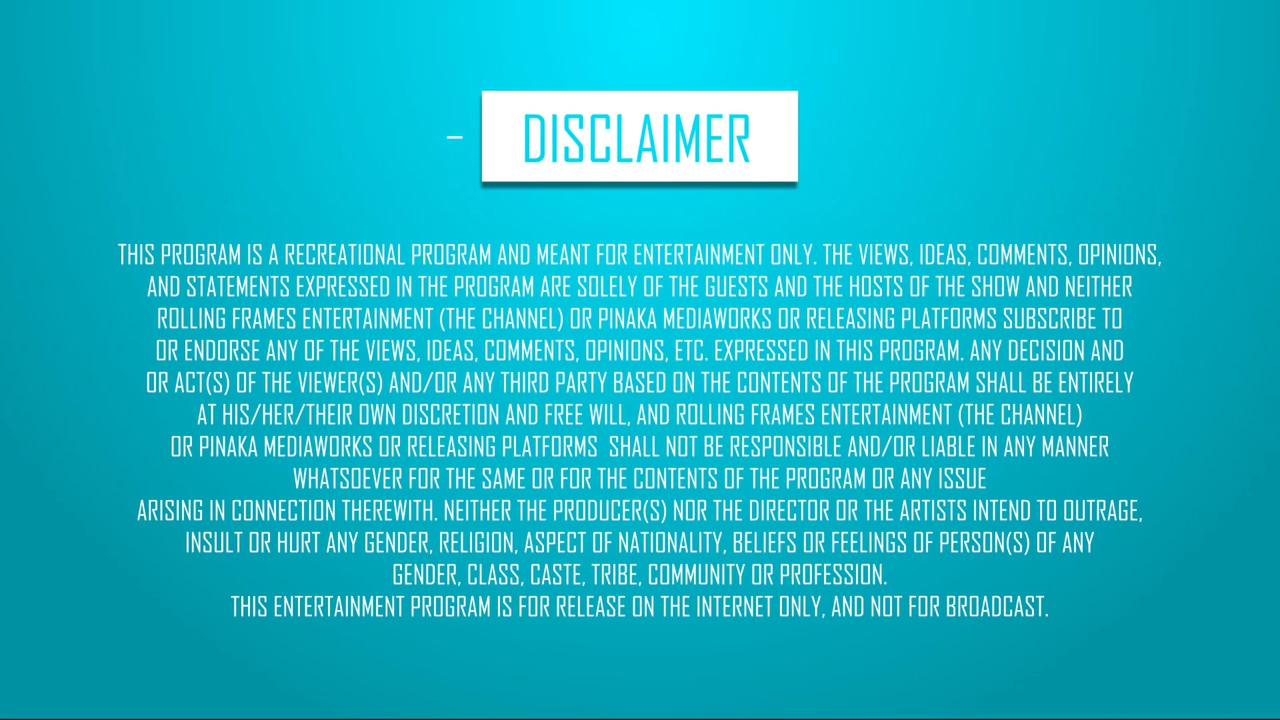 – DISCLAIMER
THIS PROGRAM IS A RECREATIONAL PROGRAM AND MEANT FOR ENTERTAINMENT ONLY. THE VIEWS, IDEAS, COMMENTS, OPINIONS,
AND STATEMENTS EXPRESSED IN THE PROGRAM ARE SOLELY OF THE GUESTS AND THE HOSTS OF THE SHOW AND NEITHER
ROLLING FRAMES ENTERTAINMENT (THE CHANNEL) OR PINAKA MEDIAWORKS OR RELEASING PLATFORMS SUBSCRIBE TO
OR ENDORSE ANY OF THE VIEWS, IDEAS, COMMENTS, OPINIONS, ETC. EXPRESSED IN THIS PROGRAM. ANY DECISION AND
OR ACT(S) OF THE VIEWER(S) AND/OR ANY THIRD PARTY BASED ON THE CONTENTS OF THE PROGRAM SHALL BE ENTIRELY
AT HIS/HER/THEIR OWN DISCRETION AND FREE WILL, AND ROLLING FRAMES ENTERTAINMENT (THE CHANNEL)
OR PINAKA MEDIAWORKS OR RELEASING PLATFORMS SHALL NOT BE RESPONSIBLE AND/OR LIABLE IN ANY MANNER
WHATSOEVER FOR THE SAME OR FOR THE CONTENTS OF THE PROGRAM OR ANY ISSUE
ARISING IN CONNECTION THEREWITH. NEITHER THE PRODUCER(S) NOR THE DIRECTOR OR THE ARTISTS INTEND TO OUTRAGE,
INSULT OR HURT ANY GENDER, RELIGION, ASPECT OF NATIONALITY, BELIEFS OR FEELINGS OF PERSON(S) OF ANY
GENDER, CLASS, CASTE, TRIBE, COMMUNITY OR PROFESSION.
THIS ENTERTAINMENT PROGRAM IS FOR RELEASE ON THE INTERNET ONLY, AND NOT FOR BROADCAST.